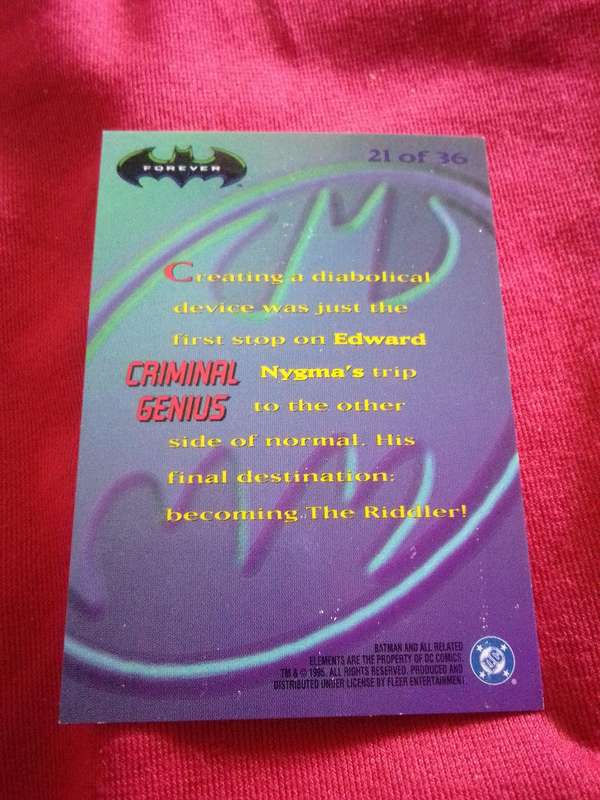 FOREVER
21 of 36
Creating a diabolical
device was just the
first stop on Edward
CRIMINAL Nygma's trip
GENIUS to the other
side of normal. His
final destination:
becoming The Riddler!
BATMAN AND ALL RELATED
ELEMENTS ARE THE PROPERTY OF DC COMICS.
TM & © 1995. ALL RIGHTS RESERVED. PRODUCED AND
DISTRIBUTED UNDER LICENSE BY FLEER ENTERTAINMENT.
DC